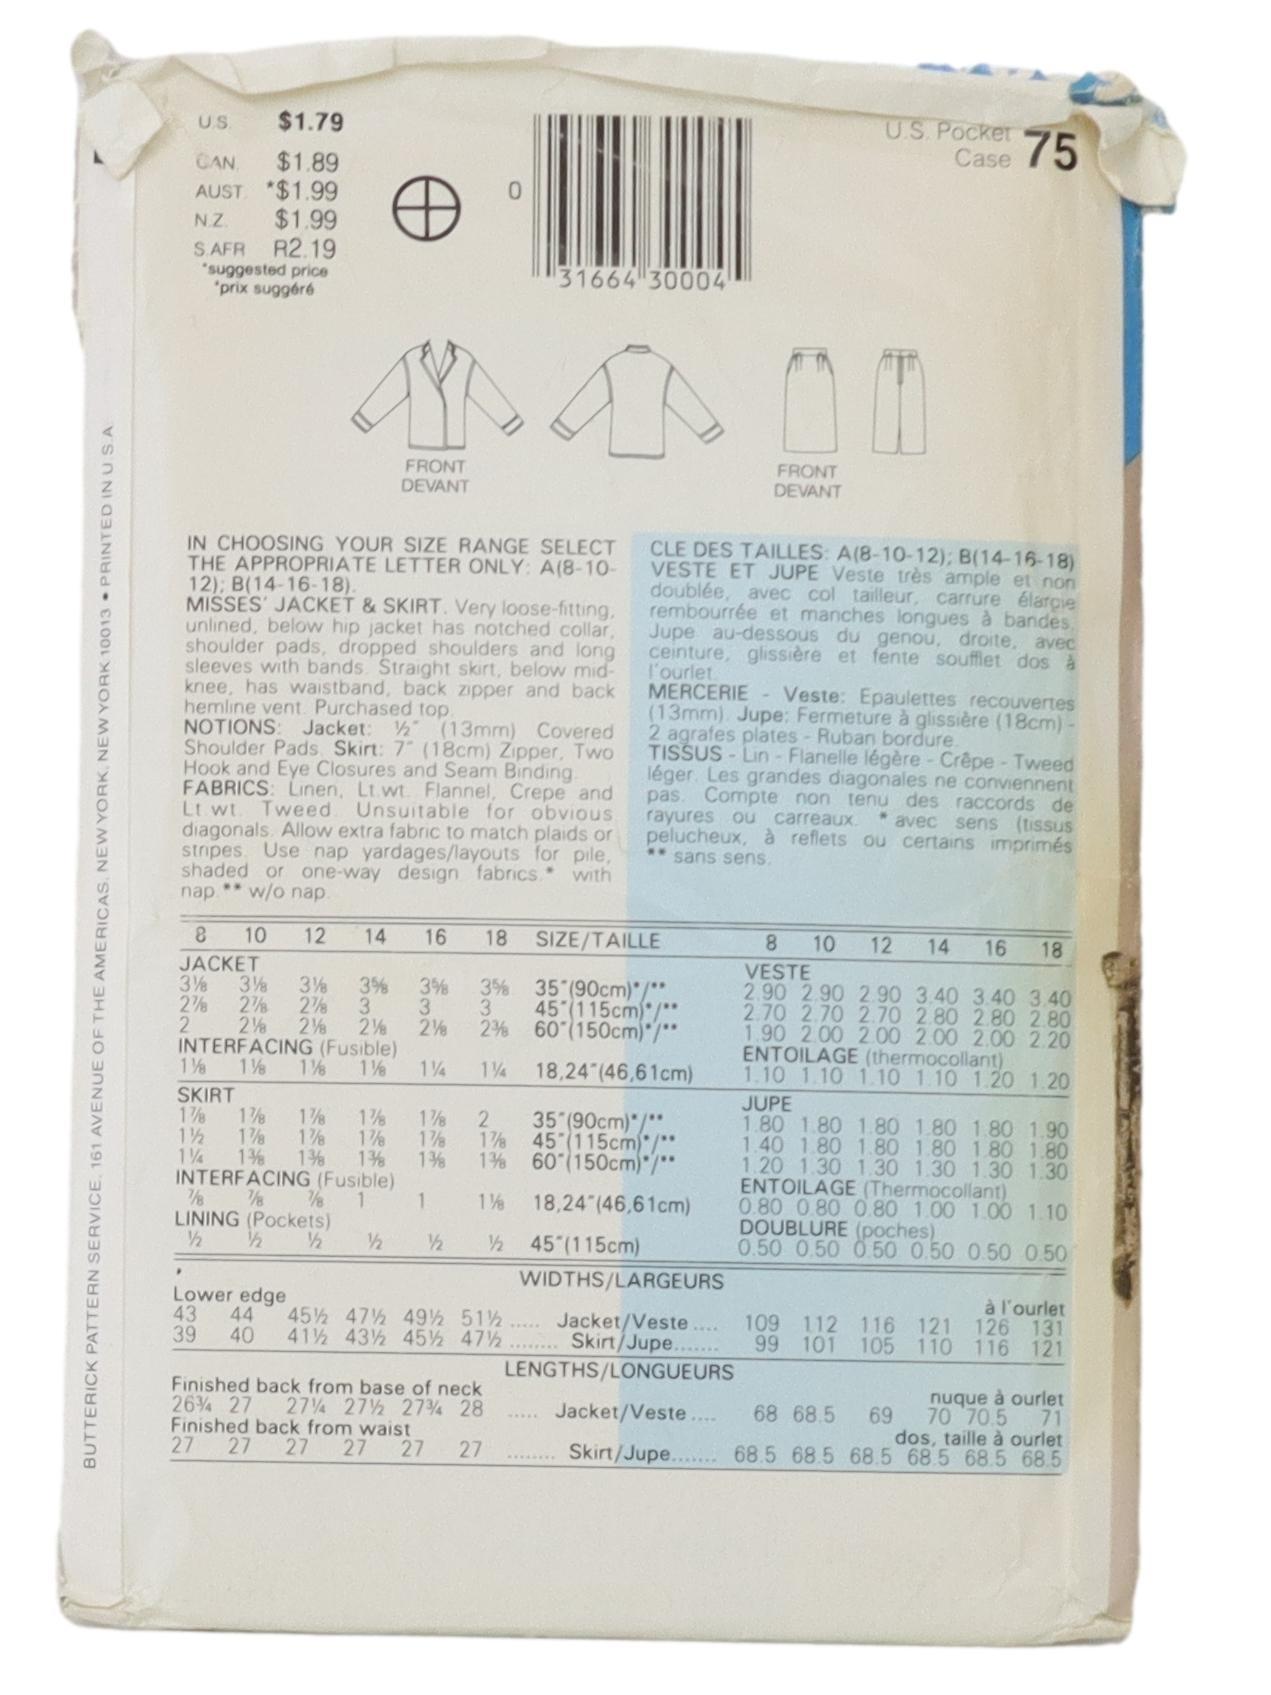 U.S. $1.79
CAN. $1.89
AUST. *$1.99
N.Z. $1.99
S.AFR R2.19
*suggested price
*prix suggéré
0
31664 30004
U.S. Pocket
Case 75
FRONT
DEVANT
FRONT
DEVANT
BUTTERICK PATTERN SERVICE, 161 AVENUE OF THE AMERICAS, NEW YORK, NEW YORK 10013 • PRINTED IN U.S.A
IN CHOOSING YOUR SIZE RANGE SELECT
THE APPROPRIATE LETTER ONLY: A(8-10-
12); B(14-16-18).
MISSES' JACKET & SKIRT. Very loose-fitting,
unlined, below hip jacket has notched collar,
shoulder pads, dropped shoulders and long
sleeves with bands. Straight skirt, below mid-
knee, has waistband, back zipper and back
hemline vent. Purchased top.
NOTIONS: Jacket: ½" (13mm) Covered
Shoulder Pads. Skirt: 7" (18cm) Zipper, Two
Hook and Eye Closures and Seam Binding.
FABRICS: Linen, Lt.wt. Flannel, Crepe and
Lt.wt. Tweed. Unsuitable for obvious
diagonals. Allow extra fabric to match plaids or
stripes. Use nap yardages/layouts for pile,
shaded or one-way design fabrics.* with
nap.** w/o nap.
CLE DES TAILLES: A(8-10-12); B(14-16-18)
VESTE ET JUPE Veste très ample et non
doublée, avec col tailleur, carrure élargie
rembourrée et manches longues à bandes.
Jupe au-dessous du genou, droite, avec
ceinture, glissière et fente soufflet dos à
l'ourlet.
MERCERIE - Veste: Epaulettes recouvertes
(13mm). Jupe: Fermeture à glissière (18cm) -
2 agrafes plates - Ruban bordure.
TISSUS - Lin - Flanelle légère - Crêpe - Tweed
léger. Les grandes diagonales ne conviennent
pas. Compte non tenu des raccords de
rayures ou carreaux. * avec sens (tissus
pelucheux, à reflets ou certains imprimés
** sans sens.
8 10 12 14 16 18 SIZE/TAILLE 8 10 12 14 16 18
JACKET VESTE
3⅛ 3⅛ 3⅛ 3⅝ 3⅝ 3⅝ 35"(90cm)*/** 2.90 2.90 2.90 3.40 3.40 3.40
2⅞ 2⅞ 2⅞ 3 3 3 45"(115cm)*/** 2.70 2.70 2.70 2.80 2.80 2.80
2 2⅛ 2⅛ 2⅛ 2⅛ 2⅜ 60"(150cm)*/** 1.90 2.00 2.00 2.00 2.00 2.20
INTERFACING (Fusible) ENTOILAGE (thermocollant)
1⅛ 1⅛ 1⅛ 1⅛ 1¼ 1¼ 18,24"(46,61cm) 1.10 1.10 1.10 1.10 1.20 1.20
SKIRT JUPE
1⅞ 1⅞ 1⅞ 1⅞ 1⅞ 2 35"(90cm)*/** 1.80 1.80 1.80 1.80 1.80 1.90
1½ 1⅞ 1⅞ 1⅞ 1⅞ 1⅞ 45"(115cm)*/** 1.40 1.80 1.80 1.80 1.80 1.80
1¼ 1⅜ 1⅜ 1⅜ 1⅜ 1⅜ 60"(150cm)*/** 1.20 1.30 1.30 1.30 1.30 1.30
INTERFACING (Fusible) ENTOILAGE (Thermocollant)
⅞ ⅞ ⅞ 1 1 1⅛ 18,24"(46,61cm) 0.80 0.80 0.80 1.00 1.00 1.10
LINING (Pockets) DOUBLURE (poches)
½ ½ ½ ½ ½ ½ 45"(115cm) 0.50 0.50 0.50 0.50 0.50 0.50
WIDTHS/LARGEURS
Lower edge à l'ourlet
43 44 45½ 47½ 49½ 51½ ..... Jacket/Veste .... 109 112 116 121 126 131
39 40 41½ 43½ 45½ 47½ ........ Skirt/Jupe....... 99 101 105 110 116 121
LENGTHS/LONGUEURS
Finished back from base of neck nuque à ourlet
26¾ 27 27¼ 27½ 27¾ 28 ..... Jacket/Veste .... 68 68.5 69 70 70.5 71
Finished back from waist dos, taille à ourlet
27 27 27 27 27 27 ........ Skirt/Jupe....... 68.5 68.5 68.5 68.5 68.5 68.5